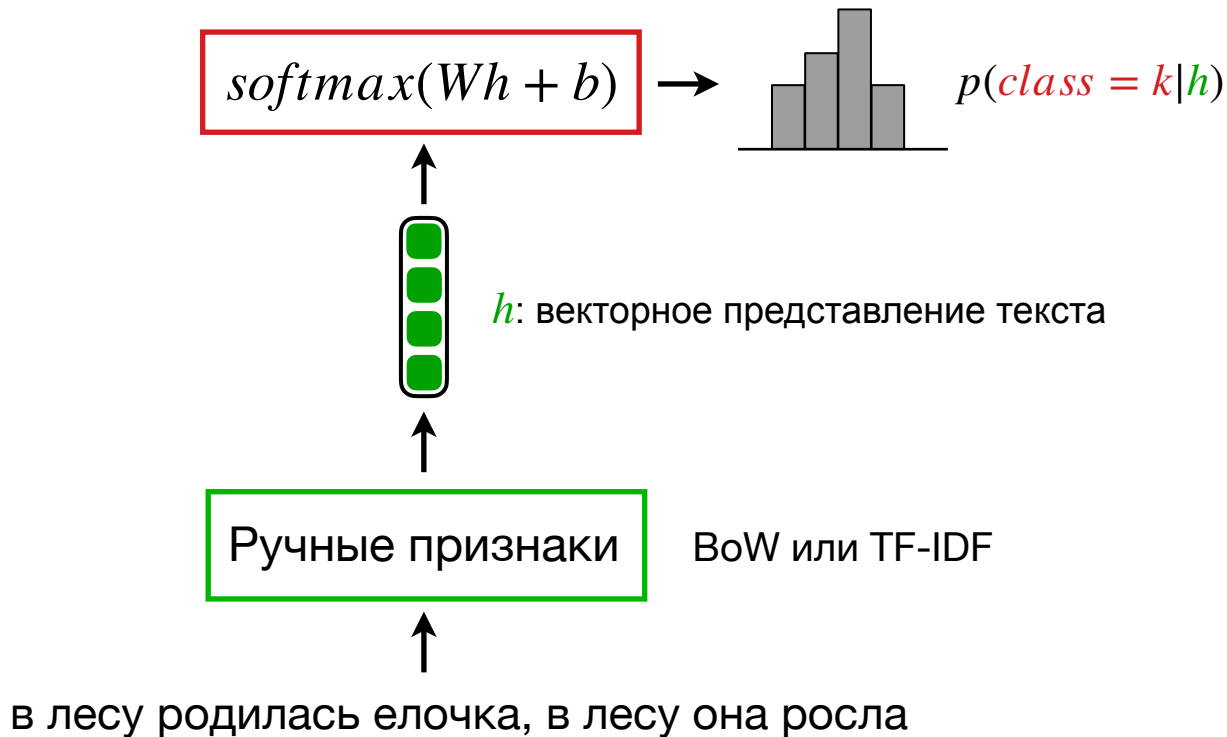 softmax(Wh + b)
p(class = k|h)
h: векторное представление текста
Ручные признаки
BoW или TF-IDF
в лесу родилась елочка, в лесу она росла